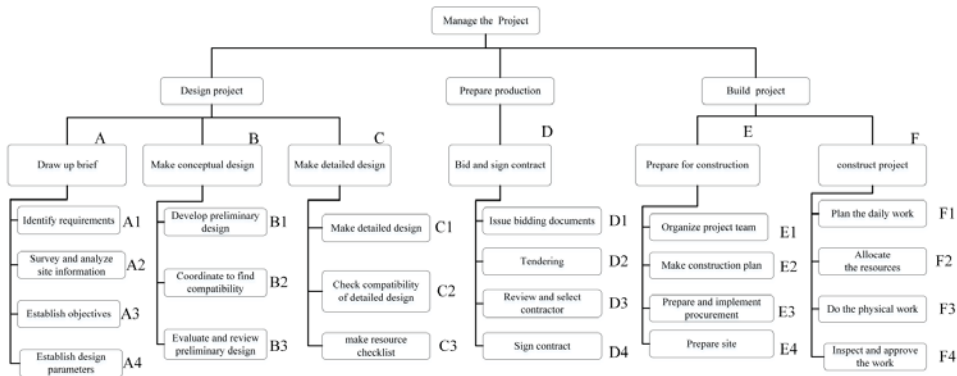 Manage the Project
Design project
Prepare production
Build project
A
B
C
D
E
F
Draw up brief
Make conceptual design
Make detailed design
Bid and sign contract
Prepare for construction
construct project
Identify requirements
A1
Survey and analyze
site information
A2
Establish objectives
A3
Establish design
parameters
A4
Develop preliminary
design
B1
Coordinate to find
compatibility
B2
Evaluate and review
preliminary design
B3
Make detailed design
C1
Check compatibility
of detailed design
C2
make resource
checklist
C3
Issue bidding documents
D1
Tendering
D2
Review and select
contractor
D3
Sign contract
D4
Organize project team
E1
Make construction plan
E2
Prepare and implement
procurement
E3
Prepare site
E4
Plan the daily work
F1
Allocate
the resources
F2
Do the physical work
F3
Inspect and approve
the work
F4